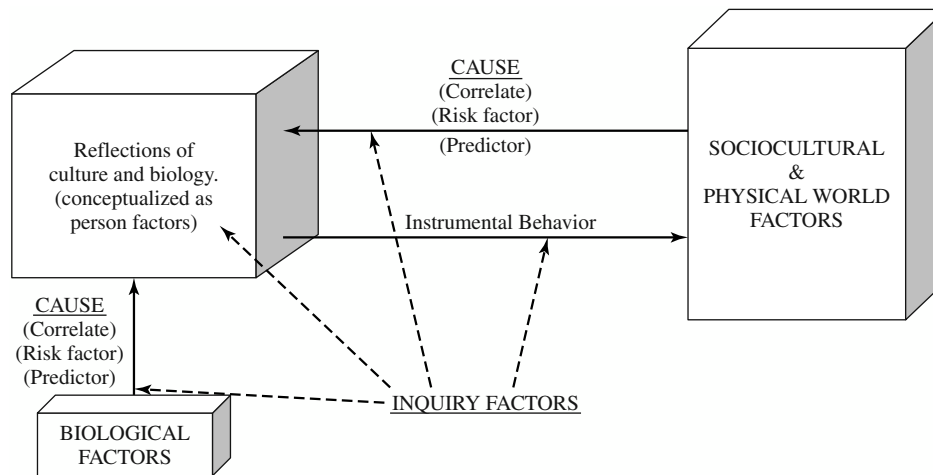 CAUSE
(Correlate)
(Risk factor)
(Predictor)
Reflections of
culture and biology.
(conceptualized as
person factors)
SOCIOCULTURAL
&
PHYSICAL WORLD
FACTORS
Instrumental Behavior
CAUSE
(Correlate)
(Risk factor)
(Predictor)
INQUIRY FACTORS
BIOLOGICAL
FACTORS